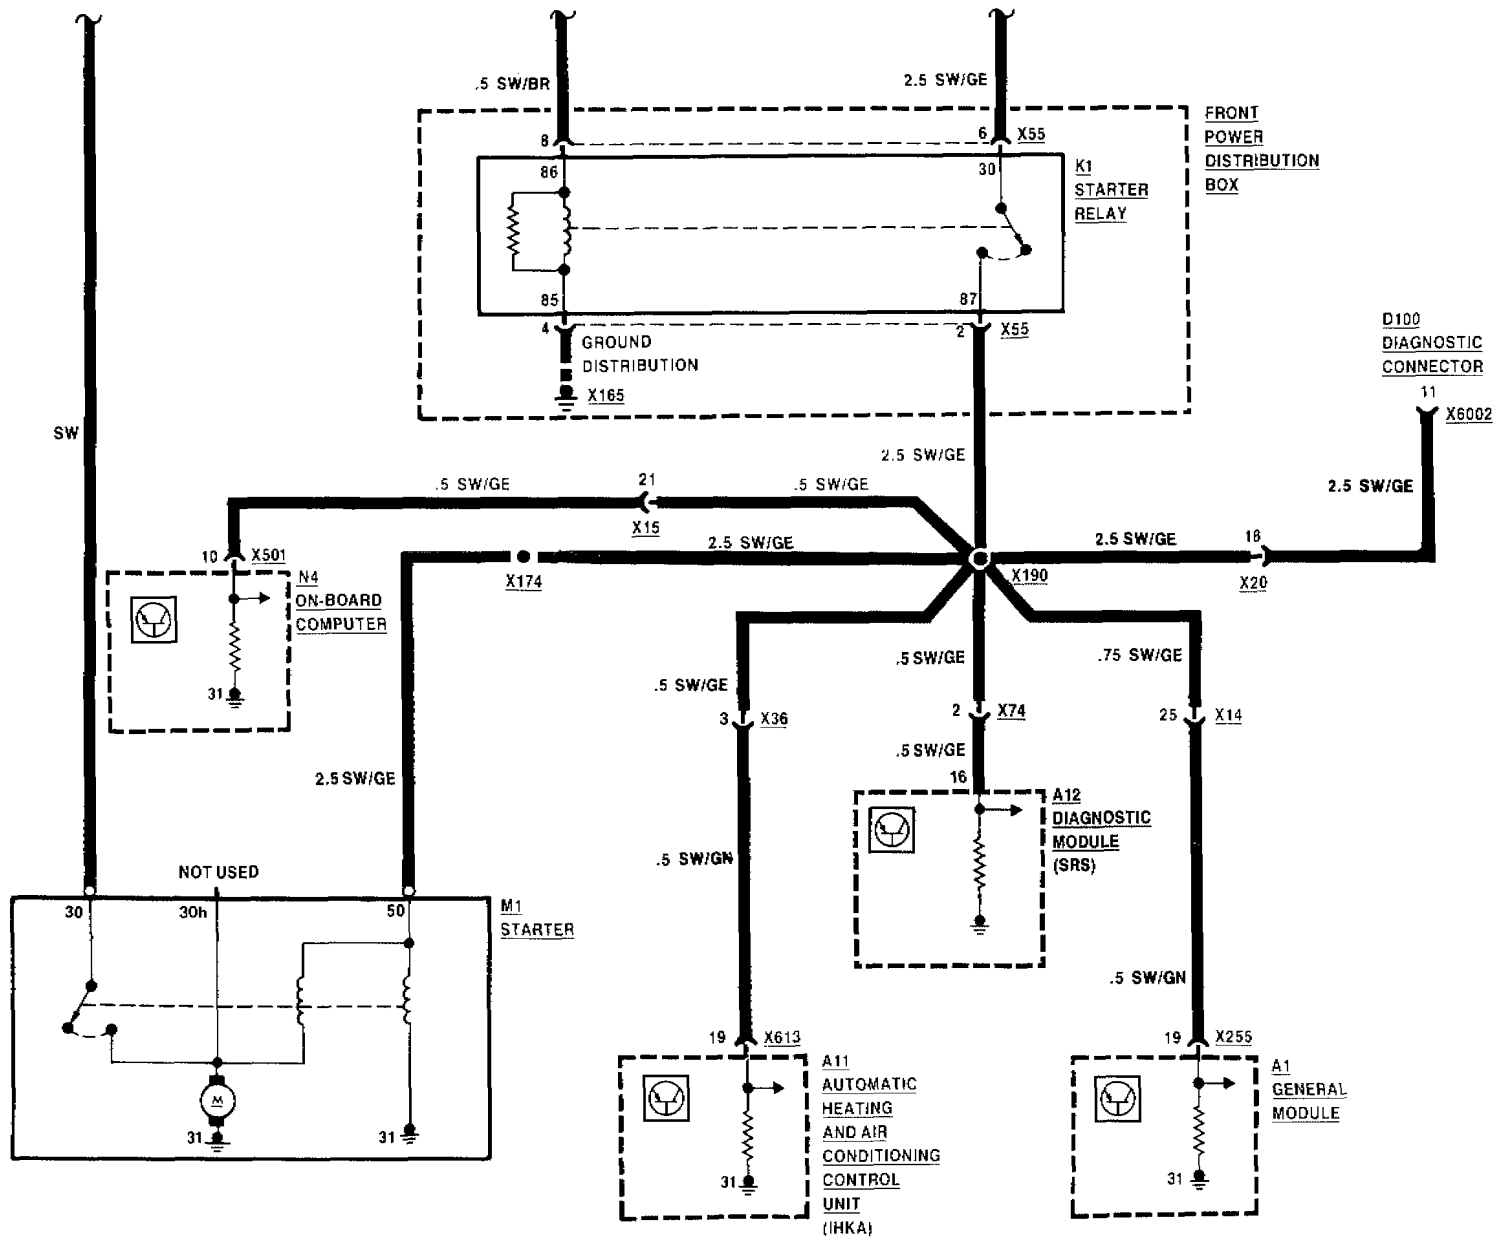 .5 SW/BR
2.5 SW/GE
FRONT
POWER
DISTRIBUTION
BOX
8
6
X55
86
30
K1
STARTER
RELAY
85
87
4
2
X55
GROUND
DISTRIBUTION
X165
D100
DIAGNOSTIC
CONNECTOR
11
X6002
SW
2.5 SW/GE
.5 SW/GE
21
.5 SW/GE
2.5 SW/GE
X15
10
X501
2.5 SW/GE
2.5 SW/GE
16
X174
X190
X20
N4
ON-BOARD
COMPUTER
31
.5 SW/GE
.5 SW/GE
.75 SW/GE
3
X36
2
X74
25
X14
2.5 SW/GE
.5 SW/GE
16
A12
DIAGNOSTIC
MODULE
(SRS)
.5 SW/GN
NOT USED
30
30h
50
M1
STARTER
.5 SW/GN
19
X613
19
X255
M
31
31
A11
AUTOMATIC
HEATING
AND AIR
CONDITIONING
CONTROL
UNIT
(IHKA)
31
A1
GENERAL
MODULE
31